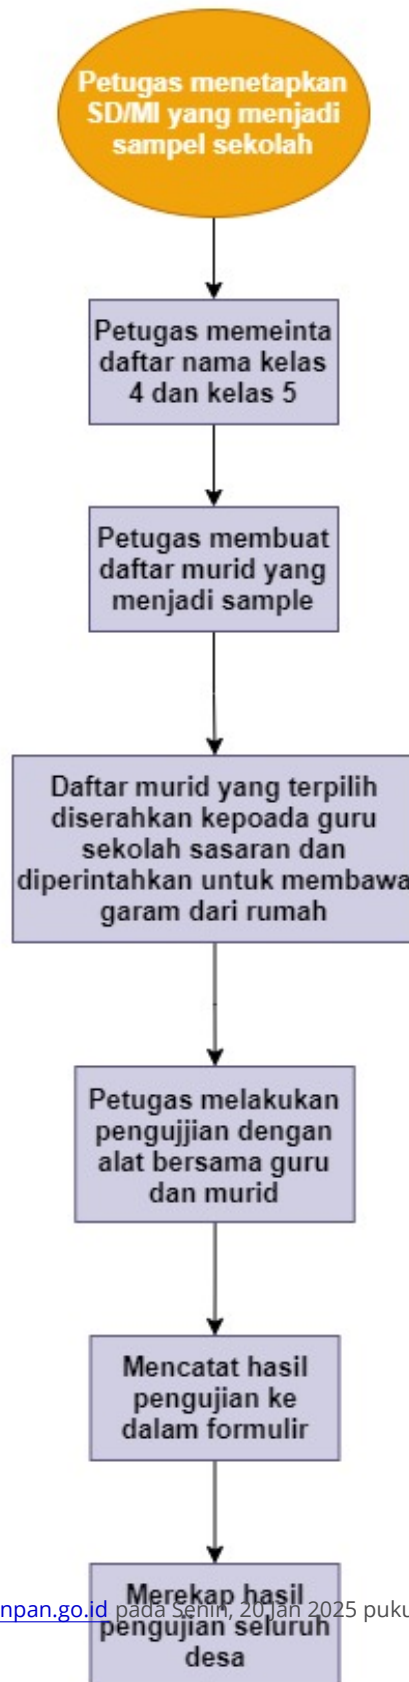 Petugas menetapkan
SD/MI yang menjadi
sampel sekolah
Petugas memeinta
daftar nama kelas
4 dan kelas 5
Petugas membuat
daftar murid yang
menjadi sample
Daftar murid yang terpilih
diserahkan kepoada guru
sekolah sasaran dan
diperintahkan untuk membawa
garam dari rumah
Petugas melakukan
pengujjian dengan
alat bersama guru
dan murid
Mencatat hasil
pengujian ke
dalam formulir
Merekap hasil
npan.go.id pada Senin, 20 Jan 2025 puku
pengujian seluruh
desa